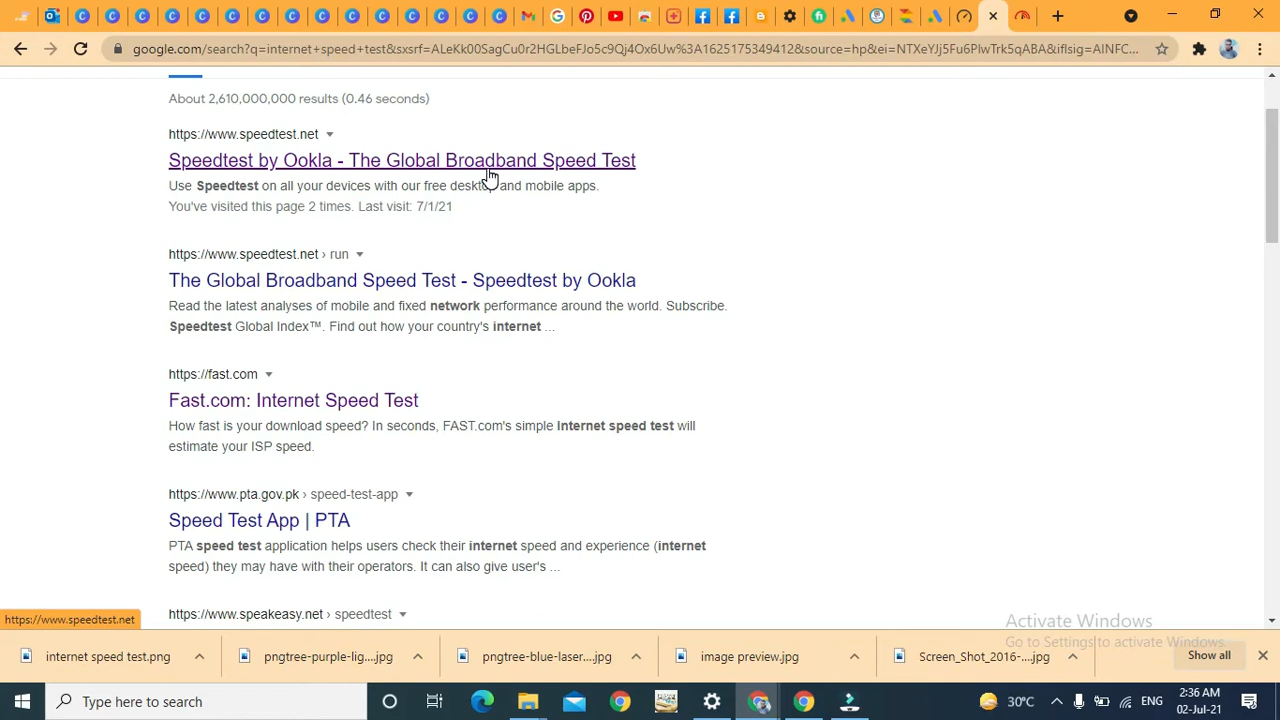 google.com/search?q=internet+speed+test&sxsrf=ALeKk00SagCu0r2HGLbeFJo5c9Qj4Ox6Uw%3A1625175349412&source=hp&ei=NTXeYJj5Fu6PlwTrk5qABA&iflsig=AINFC...
About 2,610,000,000 results (0.46 seconds)
https://www.speedtest.net
Speedtest by Ookla - The Global Broadband Speed Test
Use Speedtest on all your devices with our free desktop and mobile apps.
You've visited this page 2 times. Last visit: 7/1/21
https://www.speedtest.net › run
The Global Broadband Speed Test - Speedtest by Ookla
Read the latest analyses of mobile and fixed network performance around the world. Subscribe.
Speedtest Global Index™. Find out how your country's internet ...
https://fast.com
Fast.com: Internet Speed Test
How fast is your download speed? In seconds, FAST.com's simple Internet speed test will
estimate your ISP speed.
https://www.pta.gov.pk › speed-test-app
Speed Test App | PTA
PTA speed test application helps users check their internet speed and experience (internet
speed) they may have with their operators. It can also give user's ...
https://www.speakeasy.net › speedtest
https://www.speedtest.net
Activate Windows
Go to Settings to activate Windows.
internet speed test.png
pngtree-purple-lig....jpg
pngtree-blue-laser....jpg
image preview.jpg
Screen_Shot_2016-....jpg
Show all
Type here to search
30°C
ENG
2:36 AM
02-Jul-21